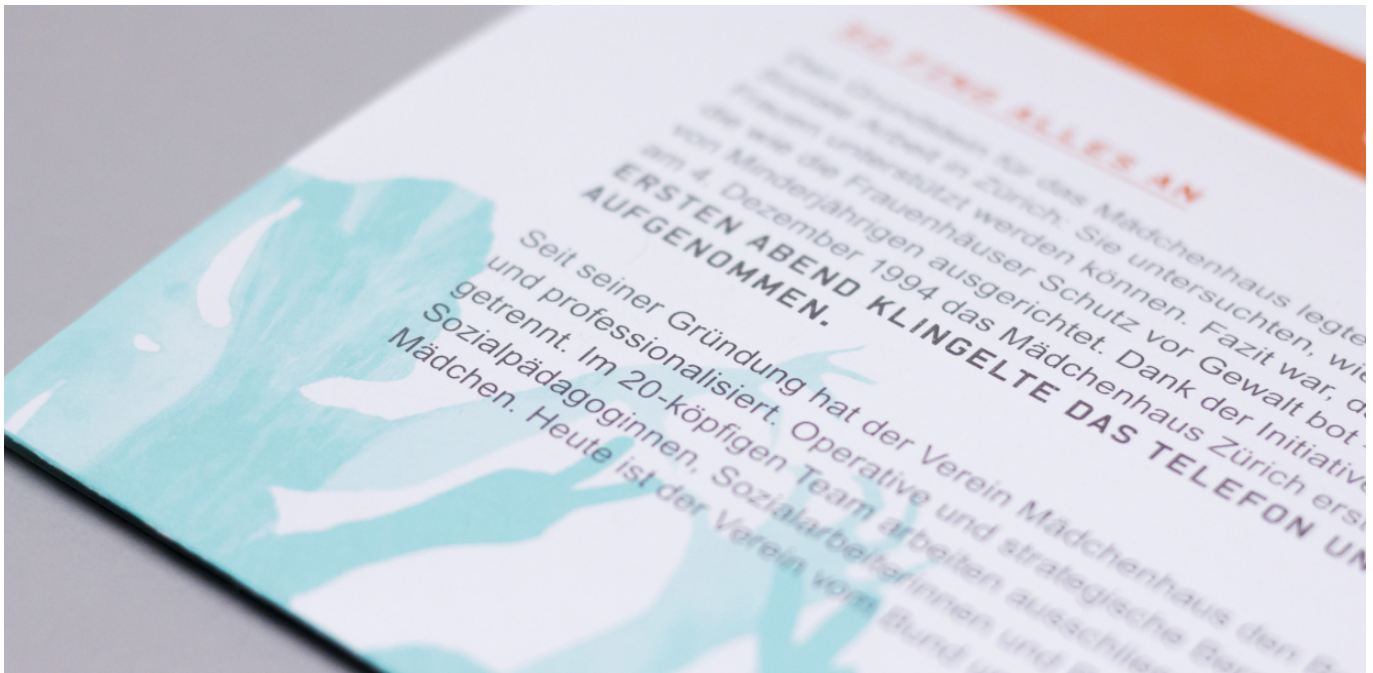 SO FING ALLES AN
Den Grundstein für das Mädchenhaus legte
Soziale Arbeit in Zürich: Sie untersuchten, wie
Frauen unterstützt werden können. Fazit war, d
die wie die Frauenhäuser Schutz vor Gewalt bot
von Minderjährigen ausgerichtet. Dank der Initiative
am 4. Dezember 1994 das Mädchenhaus Zürich erst
ERSTEN ABEND KLINGELTE DAS TELEFON UN
AUFGENOMMEN.
Seit seiner Gründung hat der Verein Mädchenhaus den
und professionalisiert. Operative und strategische
getrennt. Im 20-köpfigen Team arbeiten ausschlies
Sozialpädagoginnen, Sozialarbeiterinnen und
Mädchen. Heute ist der Verein vom Bund